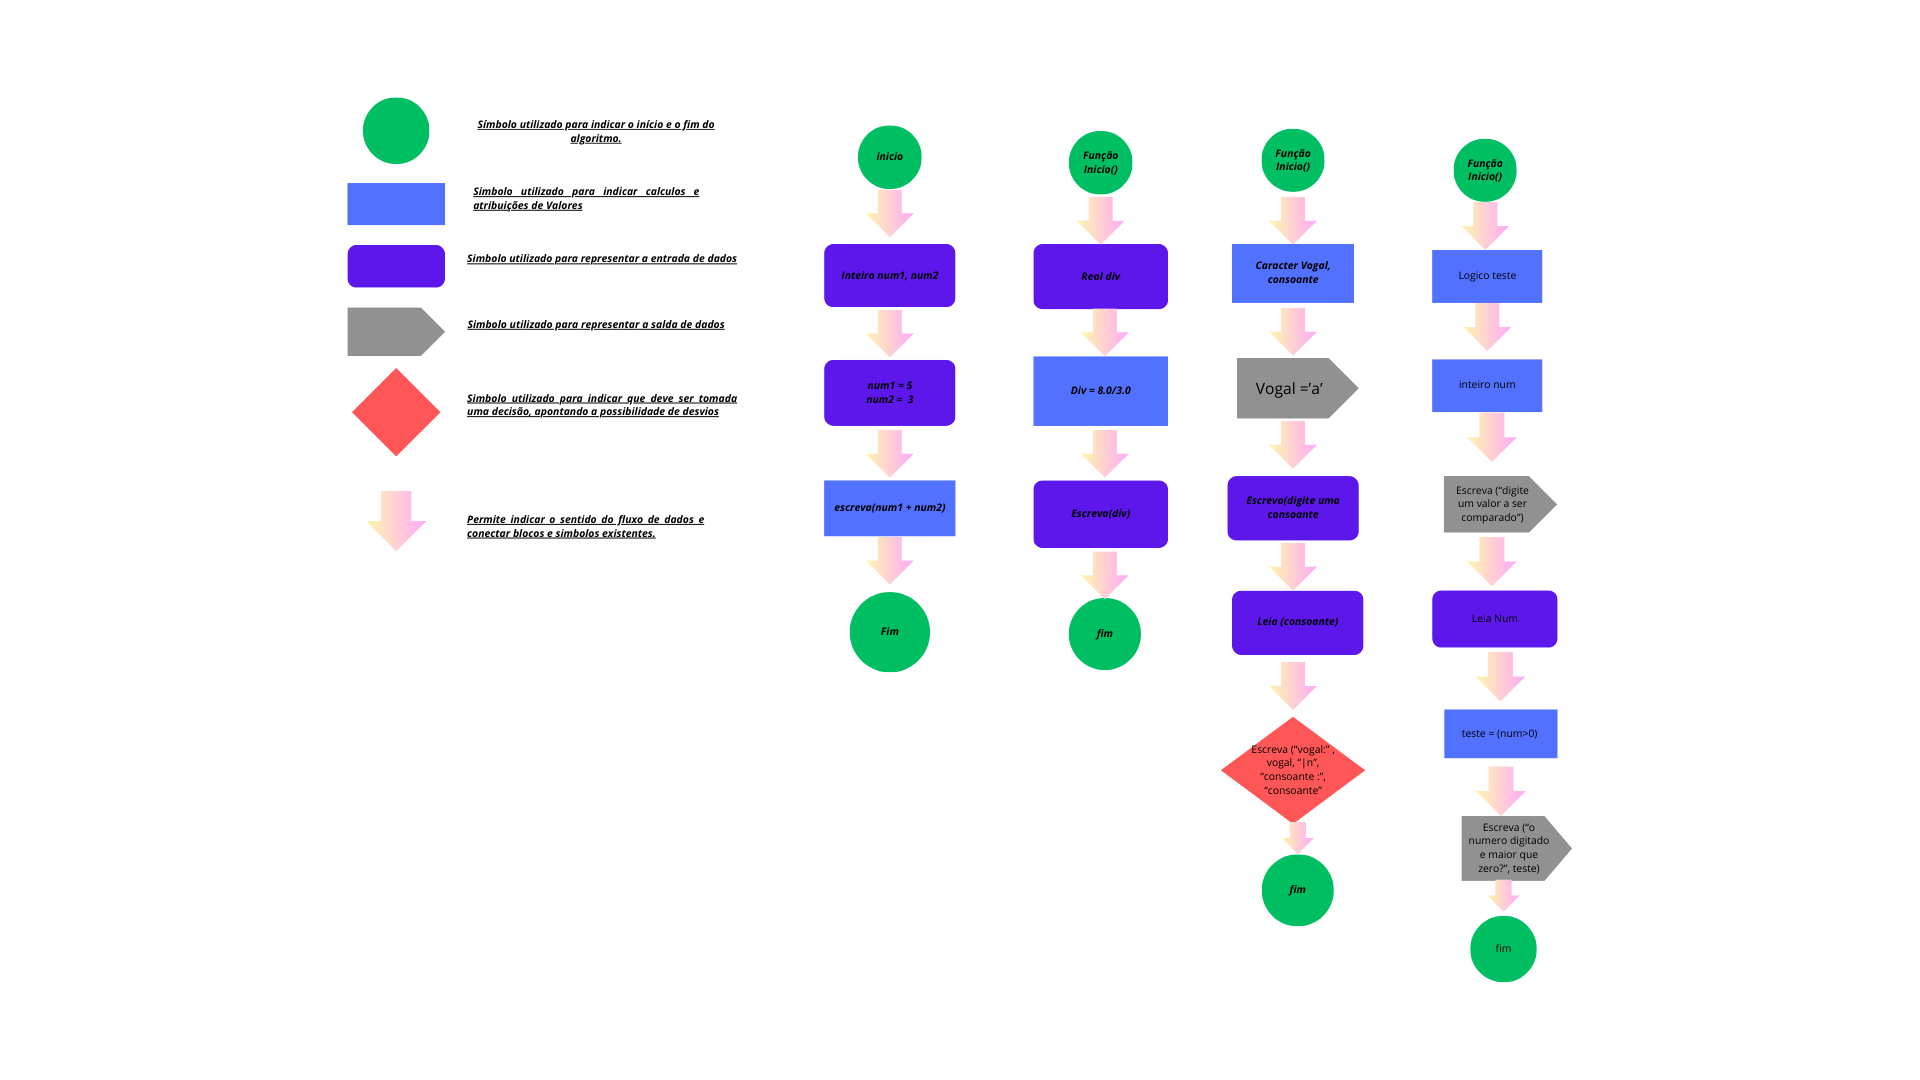 Símbolo utilizado para indicar o início e o fim do
algoritmo.
Simbolo utilizado para indicar calculos e
atribuições de Valores
Simbolo utilizado para representar a entrada de dados
Simbolo utilizado para representar a salda de dados
Simbolo utilizado para indicar que deve ser tomada
uma decisão, apontando a possibilidade de desvios
Permite indicar o sentido do fluxo de dados e
conectar blocos e simbolos existentes.
inicio
Inteiro num1, num2
num1 = 5
num2 = 3
escreva(num1 + num2)
Fim
Função
Inicio()
Real div
Div = 8.0/3.0
Escreva(div)
fim
Função
Inicio()
Caracter Vogal,
consoante
Vogal =’a’
Escreva(digite uma
consoante
Leia (consoante)
Escreva (“vogal:” ,
vogal, “|n”,
“consoante :”,
“consoante”
fim
Função
Inicio()
Logico teste
inteiro num
Escreva (“digite
um valor a ser
comparado”)
Leia Num
teste = (num>0)
Escreva (“o
numero digitado
e maior que
zero?”, teste)
fim